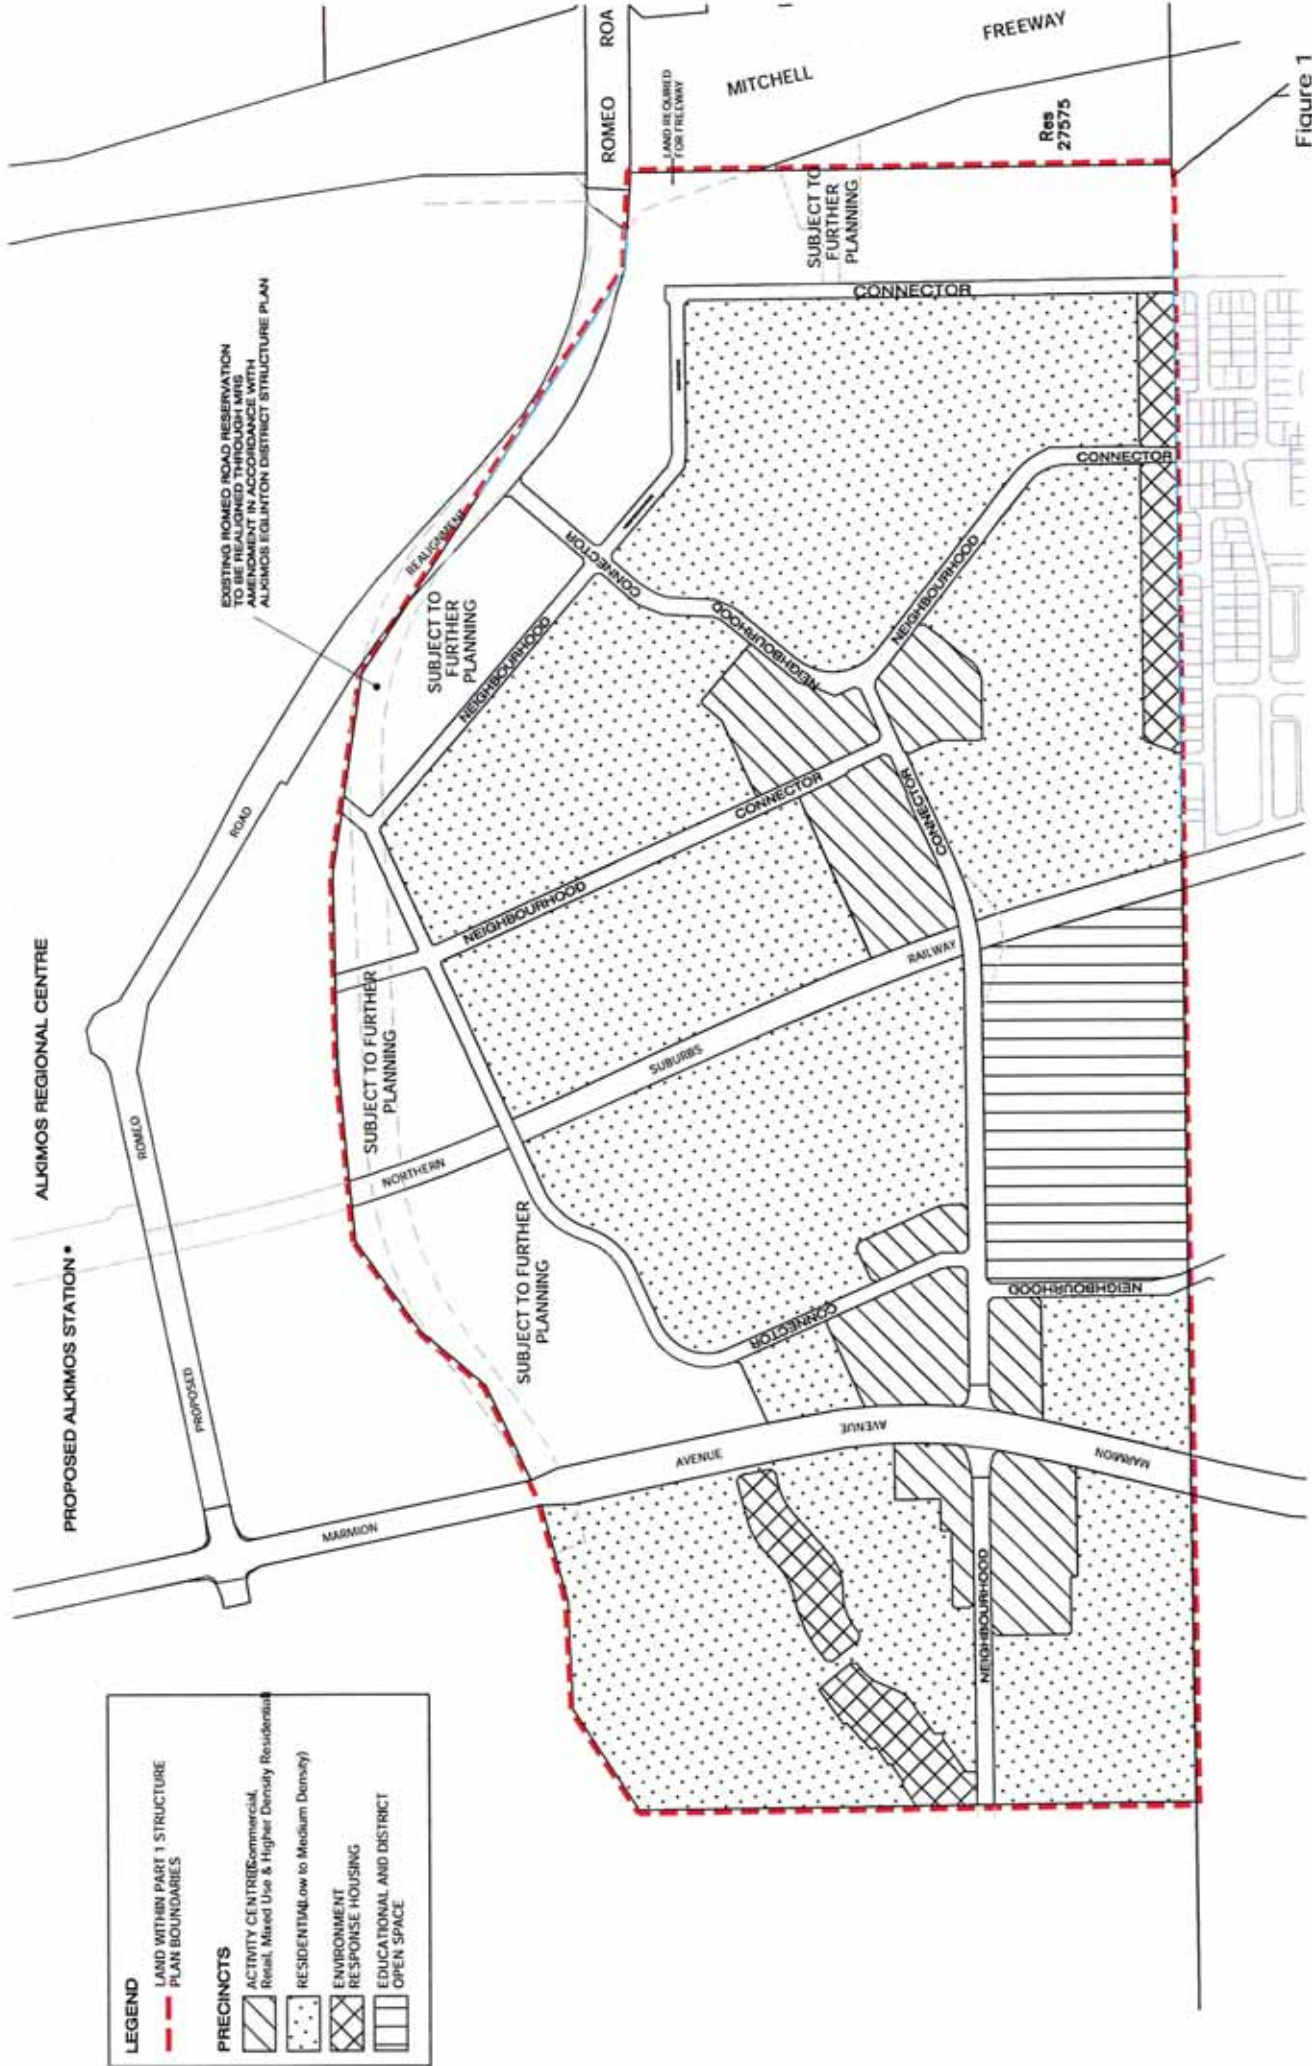 LEGEND
LAND WITHIN PART 1 STRUCTURE
PLAN BOUNDARIES
PRECINCTS
ACTIVITY CENTRE(Commercial,
Retail, Mixed Use & Higher Density Residential)
RESIDENTIAL(Low to Medium Density)
ENVIRONMENT
RESPONSE HOUSING
EDUCATIONAL AND DISTRICT
OPEN SPACE
PROPOSED ALKIMOS STATION
ALKIMOS REGIONAL CENTRE
EXISTING ROMEO ROAD RESERVATION
TO BE REALIGNED THROUGH MRS
AMENDMENT IN ACCORDANCE WITH
ALKIMOS EGLINTON DISTRICT STRUCTURE PLAN
PROPOSED
ROMEO
ROAD
REALIGNMENT
ROMEO ROA
LAND REQUIRED
FOR FREEWAY
MITCHELL
FREEWAY
Res
27575
MARMION
AVENUE
AVENUE
MARMION
NORTHERN
SUBURBS
RAILWAY
SUBJECT TO FURTHER
PLANNING
SUBJECT TO FURTHER
PLANNING
SUBJECT TO
FURTHER
PLANNING
SUBJECT TO
FURTHER
PLANNING
NEIGHBOURHOOD
CONNECTOR
NEIGHBOURHOOD
CONNECTOR
NEIGHBOURHOOD
CONNECTOR
NEIGHBOURHOOD
CONNECTOR
CONNECTOR
CONNECTOR
NEIGHBOURHOOD
NEIGHBOURHOOD
Figure 1